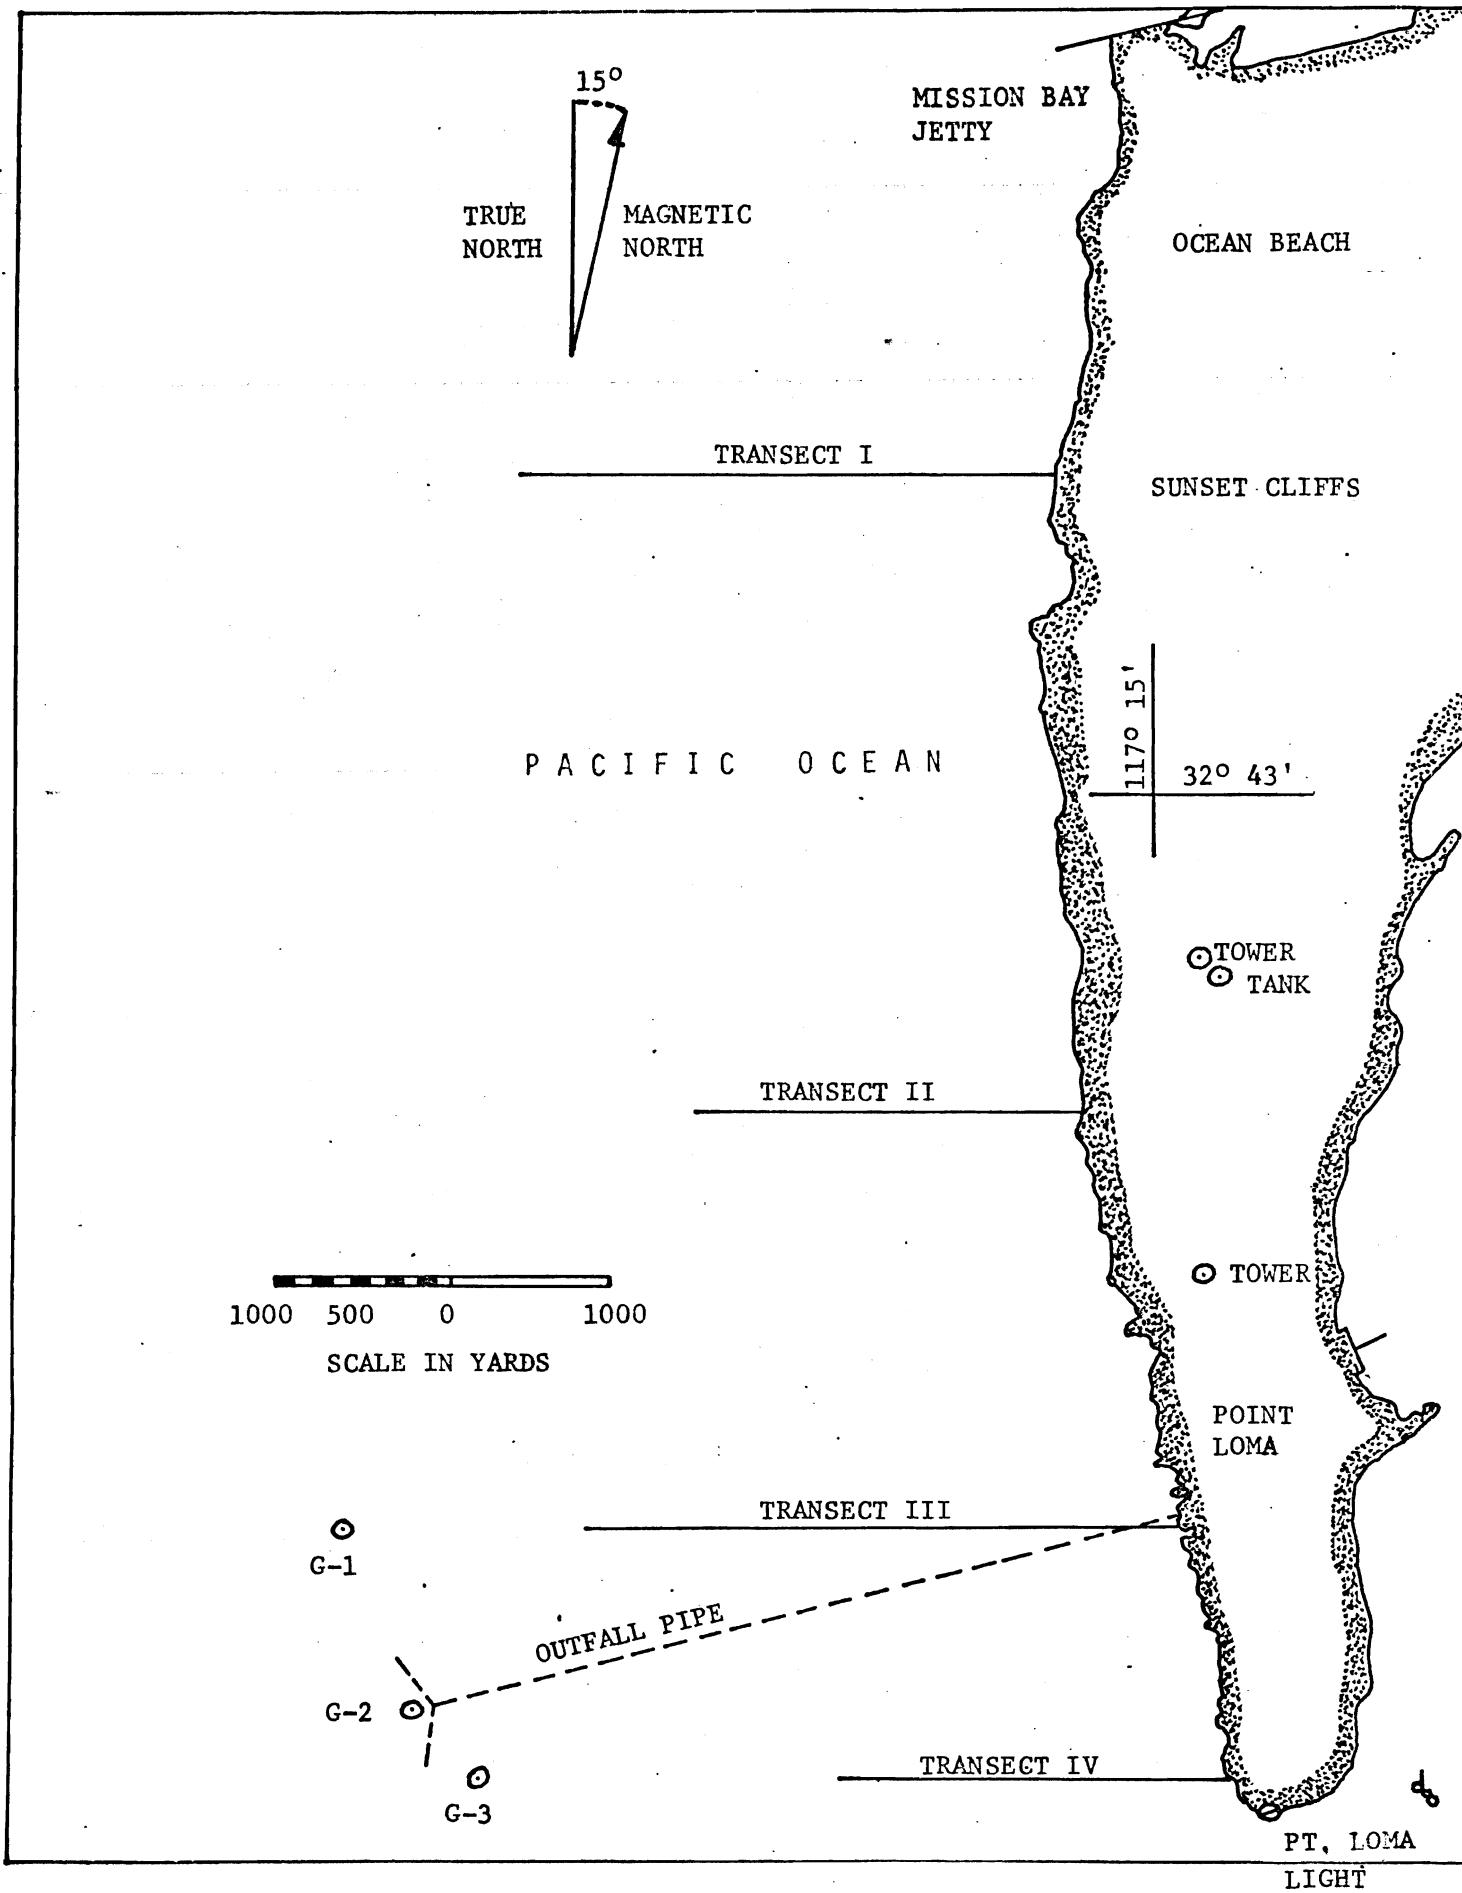 15°
MISSION BAY
JETTY
TRUE
NORTH
MAGNETIC
NORTH
OCEAN BEACH
TRANSECT I
SUNSET CLIFFS
117° 15'
32° 43'
PACIFIC OCEAN
TOWER
TANK
TRANSECT II
TOWER
1000 500 0 1000
SCALE IN YARDS
POINT
LOMA
TRANSECT III
G-1
OUTFALL PIPE
G-2
TRANSECT IV
G-3
PT. LOMA
LIGHT